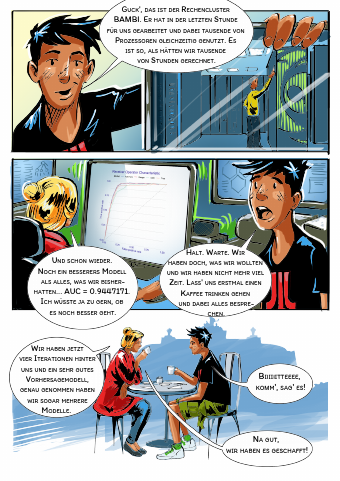 Guck', das ist der Rechencluster
BAMBI. Er hat in der letzten Stunde
für uns gearbeitet und dabei tausende von
Prozessoren gleichzeitig genutzt. Es
ist so, als hätten wir tausende
von Stunden gerechnet.
Receiver Operator Characteristics
Und schon wieder.
Noch ein besserers Modell
als alles, was wir bisher
hatten... AUC = 0.9447171.
Ich wüsste ja zu gern, ob
es noch besser geht.
Halt. Warte. Wir
haben doch, was wir wollten
und wir haben nicht mehr viel
Zeit. Lass' uns erstmal einen
Kaffee trinken gehen
und dabei alles bespre-
chen.
Wir haben jetzt
vier Iterationen hinter
uns und ein sehr gutes
Vorhersagemodell,
genau genommen haben
wir sogar mehrere
Modelle.
Biiiietteeee,
komm', sag' es!
Na gut,
wir haben es geschafft!